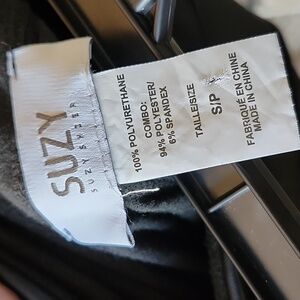 SUZY
SUZY SHIER
100% POLYURETHANE
COMBO:
94% POLYESTER/
6% SPANDEX
TAILLE/SIZE
S/P
FABRIQUÉ EN CHINE
MADE IN CHINA